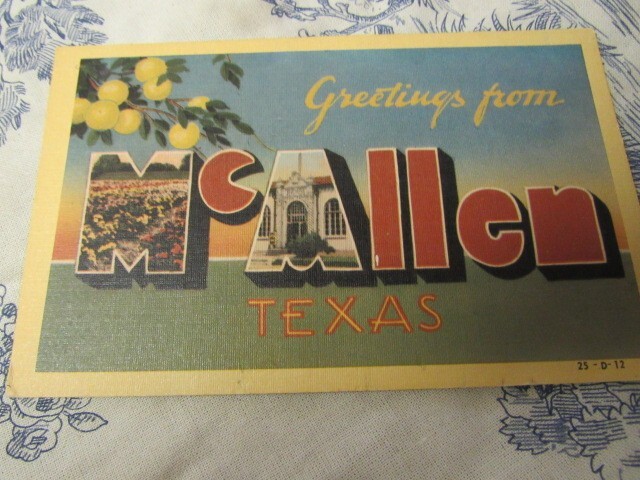 Greetings from
McAllen
TEXAS
25-D-12